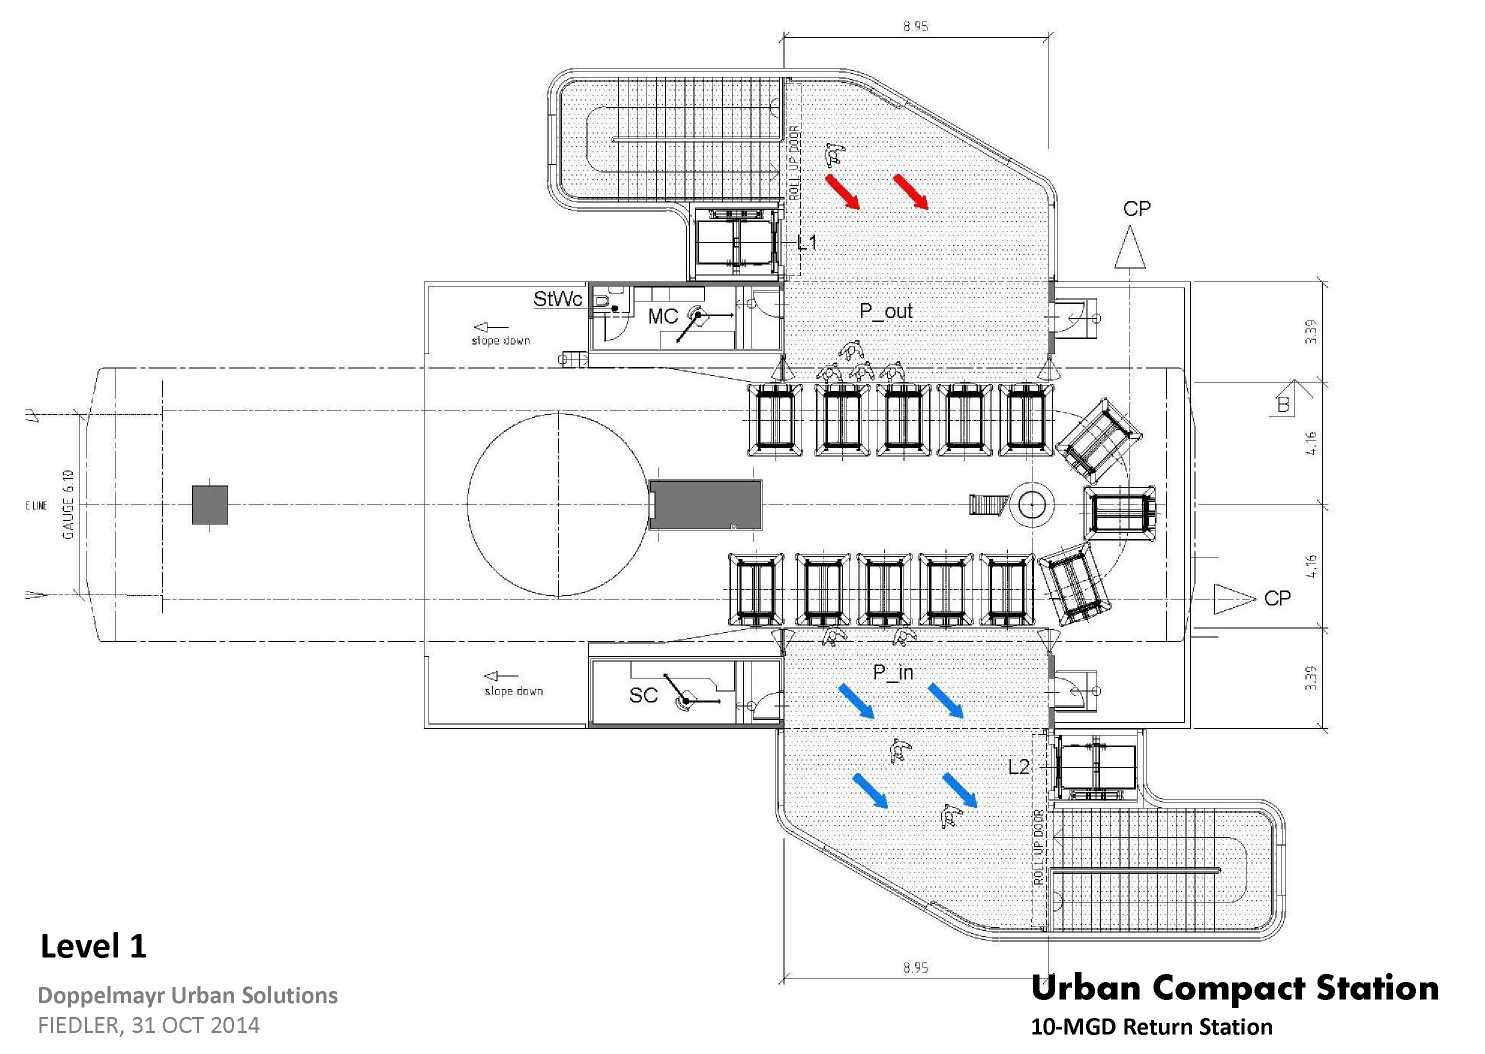 8.95
ROLL UP DOOR
CP
L1
StWc
MC
P_out
slope down
3.39
B
4.16
GAUGE 6.10
E LINE
4.16
CP
P_in
SC
slope down
3.39
L2
ROLL UP DOOR
8.95
Level 1
Doppelmayr Urban Solutions
FIEDLER, 31 OCT 2014
Urban Compact Station
10-MGD Return Station